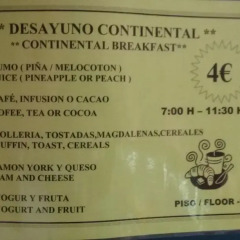 * DESAYUNO CONTINENTAL **
** CONTINENTAL BREAKFAST**
UMO ( PIÑA / MELOCOTON )
UICE ( PINEAPPLE OR PEACH )
4€
AFÉ, INFUSION O CACAO
OFEE, TEA OR COCOA
7:00 H – 11:30 H
OLLERIA, TOSTADAS,MAGDALENAS,CEREALES
UFFIN, TOAST, CEREALS
AMON YORK Y QUESO
AM AND CHEESE
OGUR Y FRUTA
OGURT AND FRUIT
PISO / FLOOR -